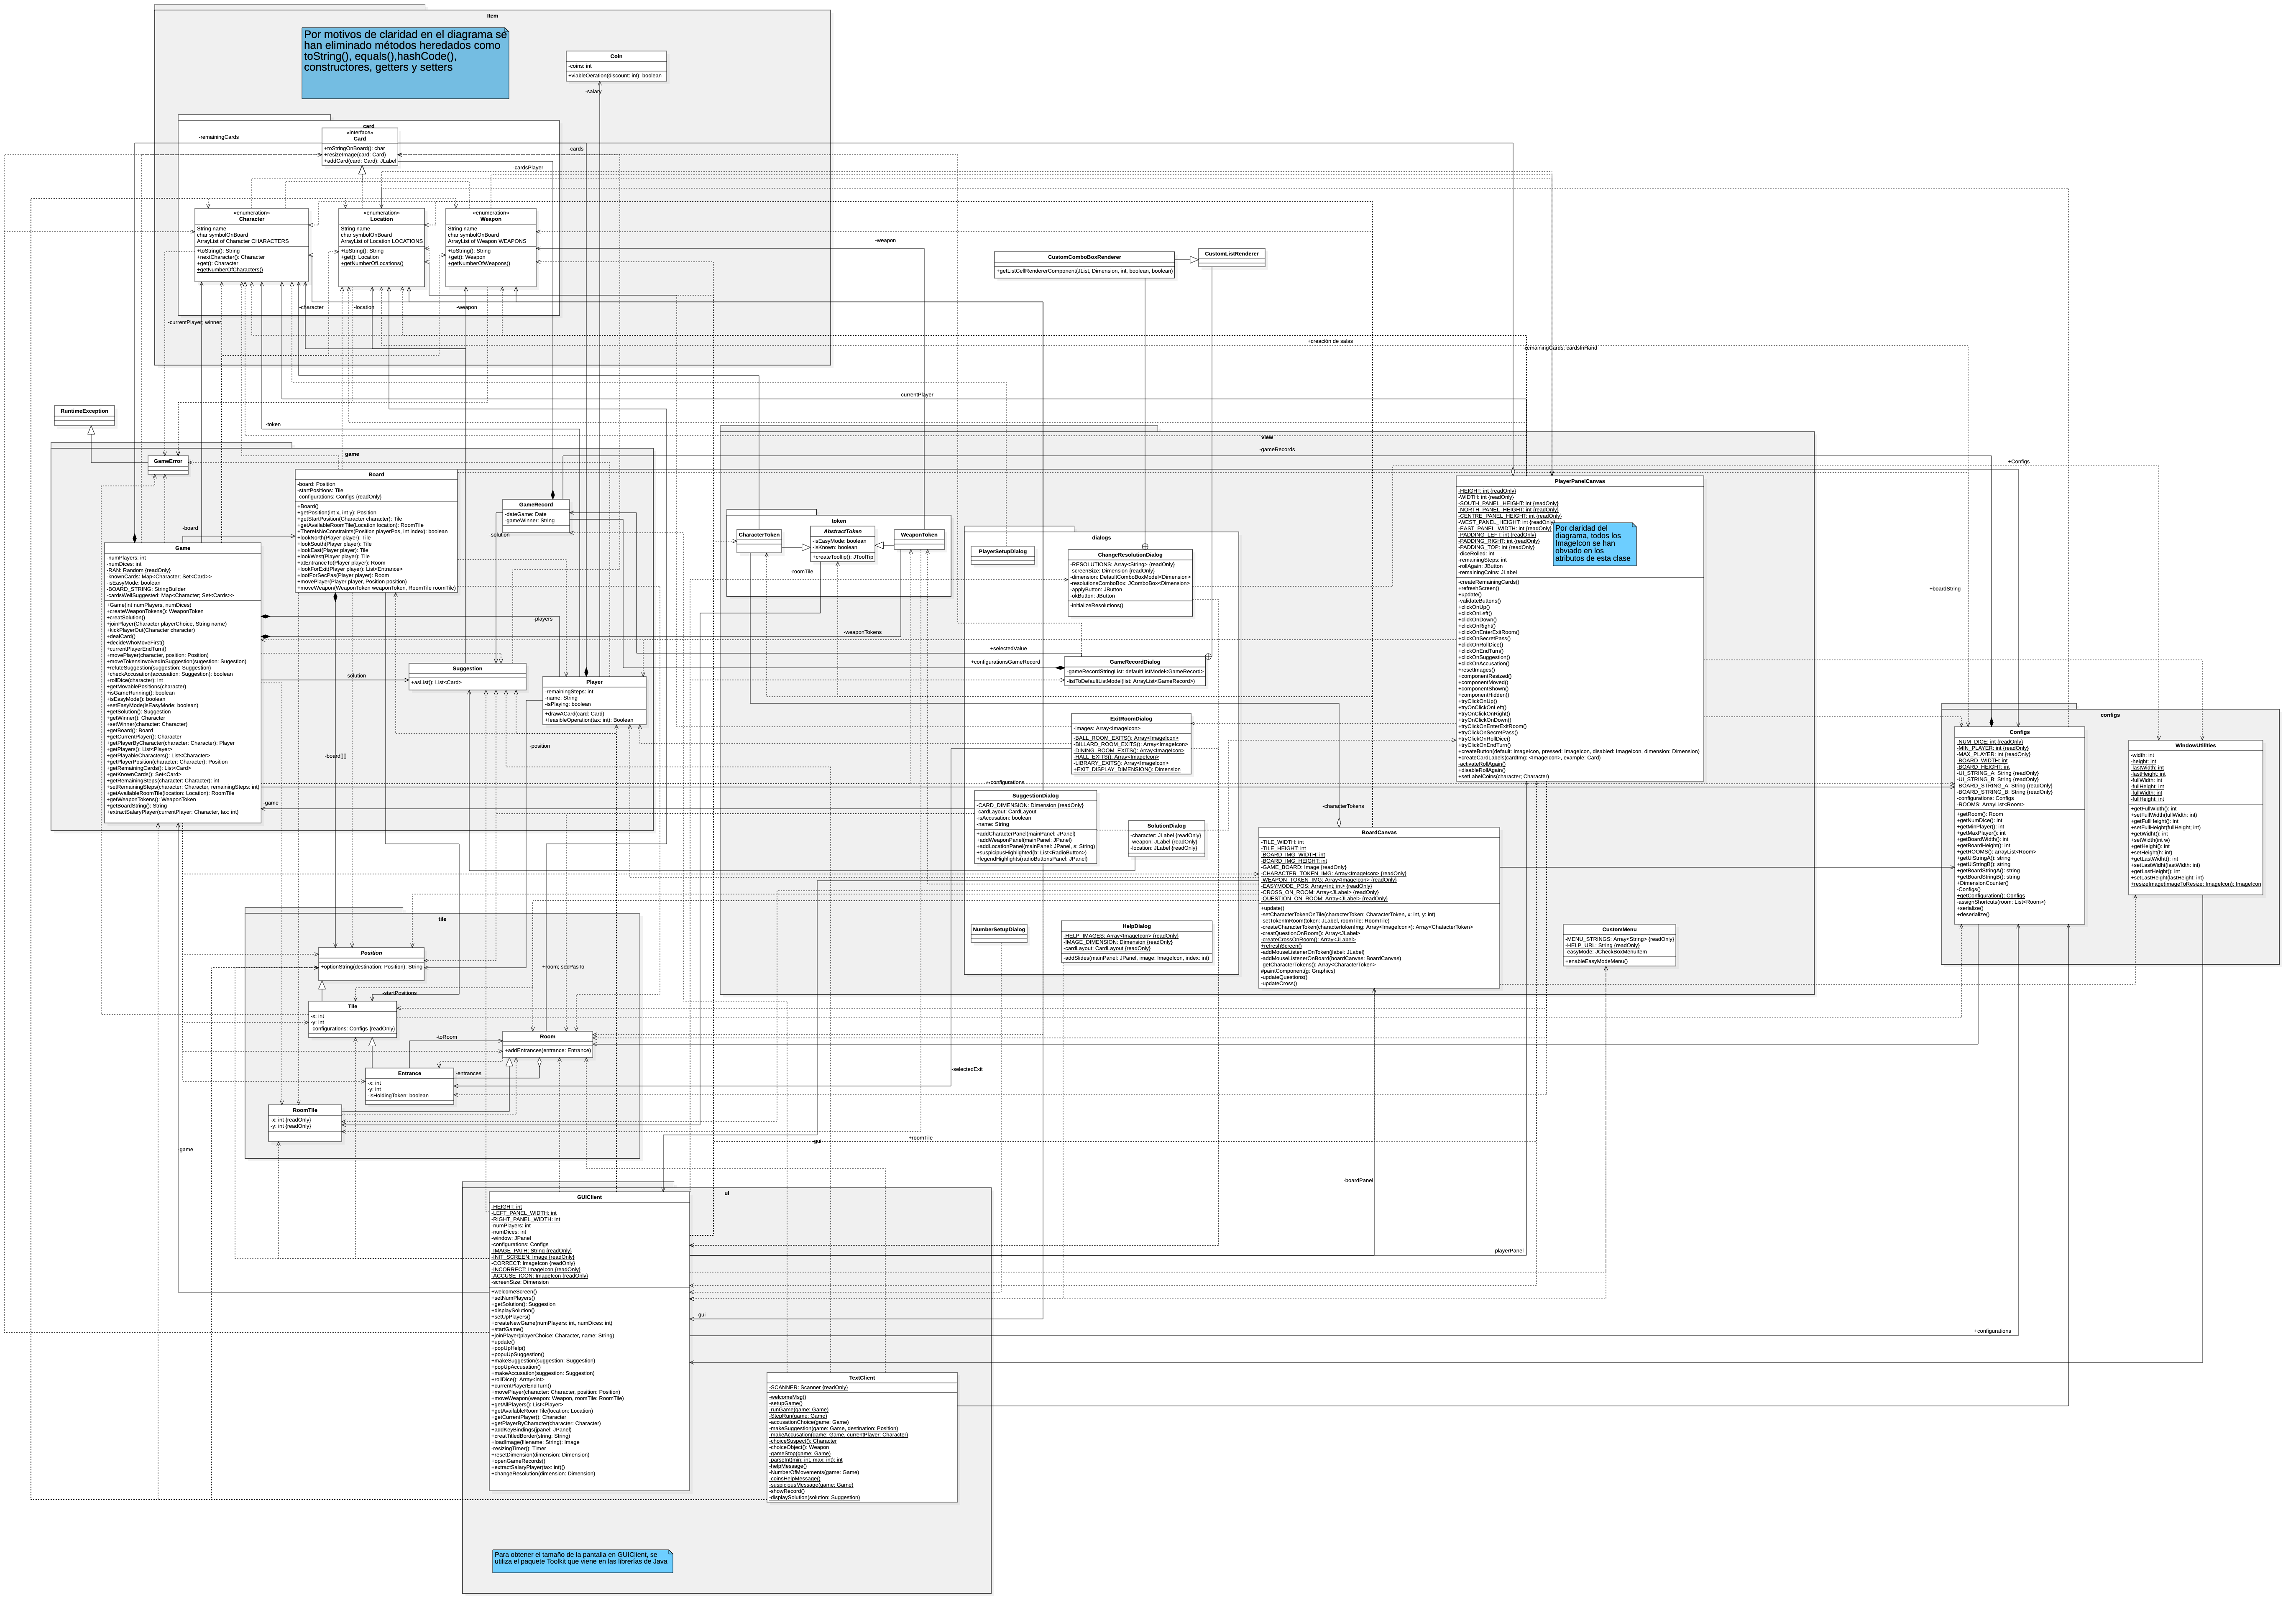 Item
Por motivos de claridad en el diagrama se
han eliminado métodos heredados como
toString(), equals(),hashCode(),
constructores, getters y setters
Coin
-coins: int
+viableOeration(discount: int): boolean
-salary
card
«interface»
Card
+toStringOnBoard(): char
+resizeImage(card: Card)
+addCard(card: Card): JLabel
-remainingCards
-cards
-cardsPlayer
«enumeration»
Character
String name
char symbolOnBoard
ArrayList of Character CHARACTERS
+toString(): String
+nextCharacter(): Character
+get(): Character
+getNumberOfCharacters()
«enumeration»
Location
String name
char symbolOnBoard
ArrayList of Location LOCATIONS
+toString(): String
+get(): Location
+getNumberOfLocations()
«enumeration»
Weapon
String name
char symbolOnBoard
ArrayList of Weapon WEAPONS
+toString(): String
+get(): Weapon
+getNumberOfWeapons()
-weapon
CustomComboBoxRenderer
+getListCellRendererComponent(JList, Dimension, int, boolean, boolean)
CustomListRenderer
-character
-location
-weapon
-currentPlayer, winner
+creación de salas
-remainingCards, cardsInHand
-currentPlayer
-token
RuntimeException
game
GameError
Board
-board: Position
-startPositions: Tile
-configurations: Configs {readOnly}
+Board()
+getPosition(int x, int y): Position
+getStartPosition(Character character): Tile
+getAvailableRoomTile(Location location): RoomTile
+ThereIsNoConstraints(Position playerPos, int index): boolean
+lookNorth(Player player): Tile
+lookSouth(Player player): Tile
+lookEast(Player player): Tile
+lookWest(Player player): Tile
+atEntranceTo(Player player): Room
+lookForExit(Player player): List<Entrance>
+loofForSecPas(Player player): Room
+movePlayer(Player player, Position position)
+moveWeapon(WeaponToken weaponToken, RoomTile roomTile)
GameRecord
-dateGame: Date
-gameWinner: String
-solution
-board
Game
-numPlayers: int
-numDices: int
-RAN: Random {readOnly}
-knownCards: Map<Character; Set<Card>>
-isEasyMode: boolean
-BOARD_STRING: StringBuilder
-cardsWellSuggested: Map<Character; Set<Cards>>
+Game(int numPlayers, numDices)
+createWeaponTokens(): WeaponToken
+creatSolution()
+joinPlayer(Character playerChoice, String name)
+kickPlayerOut(Character character)
+dealCard()
+decideWhoMoveFirst()
+currentPlayerEndTurn()
+movePlayer(character, position: Position)
+moveTokensInvolvedInSuggestion(sugestion: Sugestion)
+refuteSuggestion(suggestion: Suggestion)
+checkAccusation(accusation: Suggestion): boolean
+rollDice(character): int
+getMovablePositions(character)
+isGameRunning(): boolean
+isEasyMode(): boolean
+setEasyMode(isEasyMode: boolean)
+getSolution(): Suggestion
+getWinner(): Character
+setWinner(character: Character)
+getBoard(): Board
+getCurrentPlayer(): Character
+getPlayerByCharacter(character: Character): Player
+getPlayers(): List<Player>
+getPlayableCharacters(): List<Character>
+getPlayerPosition(character: Character): Position
+getRemainingCards(): List<Card>
+getKnownCards(): Set<Card>
+getRemainingSteps(character: Character): int
+setRemainingSteps(character: Character, remainingSteps: int)
+getAvailableRoomTile(location: Location): RoomTile
+getWeaponTokens(): WeaponToken
+getBoardString(): String
+extractSalaryPlayer(currentPlayer: Character, tax: int)
-players
-weaponTokens
-solution
Suggestion
+asList(): List<Card>
Player
-remainingSteps: int
-name: String
-isPlaying: boolean
+drawACard(card: Card)
+feasibleOperation(tax: int): Boolean
-position
-board[][]
-game
+-configurations
view
-gameRecords
+Configs
token
CharacterToken
AbstractToken
-isEasyMode: boolean
-isKnown: boolean
+createTooltip(): JToolTip
WeaponToken
-roomTile
dialogs
PlayerSetupDialog
ChangeResolutionDialog
-RESOLUTIONS: Array<String> {readOnly}
-screenSize: Dimension {readOnly}
-dimension: DefaultComboBoxModel<Dimension>
-resolutionsComboBox: JComboBox<Dimension>
-applyButton: JButton
-okButton: JButton
-initializeResolutions()
+selectedValue
+configurationsGameRecord
GameRecordDialog
-gameRecordStringList: defaultListModel<GameRecord>
-listToDefaultListModel(list: ArrayList<GameRecord>)
ExitRoomDialog
-images: Array<ImageIcon>
-BALL_ROOM_EXITS(): Array<ImageIcon>
-BILLARD_ROOM_EXITS(): Array<ImageIcon>
-DINING_ROOM_EXITS(): Array<ImageIcon>
-HALL_EXITS(): Array<ImageIcon>
-LIBRARY_EXITS(): Array<ImageIcon>
+EXIT_DISPLAY_DIMENSION(): Dimension
SuggestionDialog
-CARD_DIMENSION: Dimension {readOnly}
-cardLayout: CardLayout
-isAccusation: boolean
-name: String
+addCharacterPanel(mainPanel: JPanel)
+addWeaponPanel(mainPanel: JPanel)
+addLocationPanel(mainPanel: JPanel, s: String)
+suspicipusHighlighted(b: List<RadioButton>)
+legendHighlights(radioButtonsPanel: JPanel)
SolutionDialog
-character: JLabel {readOnly}
-weapon: JLabel {readOnly}
-location: JLabel {readOnly}
NumberSetupDialog
HelpDialog
-HELP_IMAGES: Array<ImageIcon> {readOnly}
-IMAGE_DIMENSION: Dimension {readOnly}
-cardLayout: CardLayout {readOnly}
-addSlides(mainPanel: JPanel, image: ImageIcon, index: int)
PlayerPanelCanvas
-HEIGHT: int {readOnly}
-WIDTH: int {readOnly}
-SOUTH_PANEL_HEIGHT: int {readOnly}
-NORTH_PANEL_HEIGHT: int {readOnly}
-CENTRE_PANEL_HEIGHT: int {readOnly}
-WEST_PANEL_HEIGHT: int {readOnly}
-EAST_PANEL_WIDTH: int {readOnly}
-PADDING_LEFT: int {readOnly}
-PADDING_RIGHT: int {readOnly}
-PADDING_TOP: int {readOnly}
-diceRolled: int
-remainingSteps: int
-rollAgain: JButton
-remainingCoins: JLabel
-createRemainingCards()
+refreshScreen()
+update()
-validateButtons()
+clickOnUp()
+clickOnLeft()
+clickOnDown()
+clickOnRight()
+clickOnEnterExitRoom()
+clickOnSecretPass()
+clickOnRollDice()
+clickOnEndTurn()
+clickOnSuggestion()
+clickOnAccusation()
+resetImages()
+componentResized()
+componentMoved()
+componentShown()
+componentHidden()
+tryClickOnUp()
+tryOnClickOnLeft()
+tryOnClickOnRight()
+tryOnClickOnDown()
+tryClickOnEnterExitRoom()
+tryClickOnSecretPass()
+tryClickOnRollDice()
+tryClickOnEndTurn()
+createButton(default: ImageIcon, pressed: ImageIcon, disabled: ImageIcon, dimension: Dimension)
+createCardLabels(cardImg: <ImageIcon>, example: Card)
-activateRollAgain()
+disableRollAgain()
+setLabelCoins(character; Character)
Por claridad del
diagrama, todos los
ImageIcon se han
obviado en los
atributos de esta clase
+boardString
-characterTokens
BoardCanvas
-TILE_WIDTH: int
-TILE_HEIGHT: int
-BOARD_IMG_WIDTH: int
-BOARD_IMG_HEIGHT: int
-GAME_BOARD: Image {readOnly}
-CHARACTER_TOKEN_IMG: Array<ImageIcon> {readOnly}
-WEAPON_TOKEN_IMG: Array<ImageIcon> {readOnly}
-EASYMODE_POS: Array<Int, int> {readOnly}
-CROSS_ON_ROOM: Array<JLabel> {readOnly}
-QUESTION_ON_ROOM: Array<JLabel> {readOnly}
+update()
-setCharacterTokenOnTile(characterToken: CharacterToken, x: int, y: int)
-setTokenInRoom(token: JLabel, roomTile: RoomTile)
-createCharacterToken(charactertokenimg: Array<ImageIcon>): Array<ChatacterToken>
-creatQuestionOnRoom(): Array<JLabel>
-createCrossOnRoom(): Array<JLabel>
+refreshScreen()
-addMouseListenerOnToken(jlabel: JLabel)
-addMouseListenerOnBoard(boardCanvas: BoardCanvas)
-getCharacterTokens(): Array<CharacterToken>
#paintComponent(g: Graphics)
-updateQuestions()
-updateCross()
CustomMenu
-MENU_STRINGS: Array<String> {readOnly}
-HELP_URL: String {readOnly}
-easyMode: JCheckBoxMenuItem
+enableEasyModeMenu()
configs
Configs
-NUM_DICE: int {readOnly}
-MIN_PLAYER: int {readOnly}
-MAX_PLAYER: int {readOnly}
-BOARD_WIDTH: int
-BOARD_HEIGHT: int
-UI_STRING_A: String {readOnly}
-UI_STRING_B: String {readOnly}
-BOARD_STRING_A: String {readOnly}
-BOARD_STRING_B: String {readOnly}
-configurations: Configs
-ROOMS: ArrayList<Room>
+getRoom(): Room
+getNumDice(): int
+getMinPlayer(): int
+getMaxPlayer(): int
+getBoardWidth(): int
+getBoardHeight(): int
+getROOMS(): arrayList<Room>
+getUiStringA(): string
+getUiStringB(): string
+getBoardStringA(): string
+getBoardStringB(): string
+DimensionCounter()
-Configs()
+getConfiguration(): Configs
-assignShortcuts(room: List<Room>)
+serialize()
+deserialize()
WindowUtilities
-width: int
-height: int
-lastWidth: int
-lastHeight: int
-fullWidth: int
-fullHeight: int
-fullWidth: int
-fullHeight: int
+getFullWidth(): int
+setFullWidth(fullWidth: int)
+getFullHeight(): int
+setFullHeight(fullHeight: int)
+getWidht(): int
+setWidth(int w)
+getHeight(): int
+setHeight(h: int)
+getLastWidht(): int
+setLastWidht(lastWidth: int)
+getLastHeight(): int
+setLastHeight(lastHeight: int)
+resizeImage(imageToResize: ImageIcon): ImageIcon
tile
Position
+optionString(destination: Position): String
-startPositions
+room; secPasTo
Tile
-x: int
-y: int
-configurations: Configs {readOnly}
-toRoom
Room
+addEntrances(entrance: Entrance)
Entrance
-x: int
-y: int
-isHoldingToken: boolean
-entrances
RoomTile
-x: int {readOnly}
-y: int {readOnly}
-selectedExit
-game
-gui
+roomTile
-boardPanel
ui
GUIClient
-HEIGHT: int
-LEFT_PANEL_WIDTH: int
-RIGHT_PANEL_WIDTH: int
-numPlayers: int
-numDices: int
-window: JPanel
-configurations: Configs
-IMAGE_PATH: String {readOnly}
-INIT_SCREEN: Image {readOnly}
-CORRECT: ImageIcon {readOnly}
-INCORRECT: ImageIcon {readOnly}
-ACCUSE_ICON: ImageIcon {readOnly}
-screenSize: Dimension
+welcomeScreen()
+setNumPlayers()
+getSolution(): Suggestion
+displaySolution()
+setUpPlayers()
+createNewGame(numPlayers: int, numDices: int)
+startGame()
+joinPlayer(playerChoice: Character, name: String)
+update()
+popUpHelp()
+popuUpSuggestion()
+makeSuggestion(suggestion: Suggestion)
+popUpAccusation()
+makeAccusation(suggestion: Suggestion)
+rollDice(): Array<int>
+currentPlayerEndTurn()
+movePlayer(character: Character, position: Position)
+moveWeapon(weapon: Weapon, roomTile: RoomTile)
+getAllPlayers(): List<Player>
+getAvailableRoomTile(location: Location)
+getCurrentPlayer(): Character
+getPlayerByCharacter(character: Character)
+addKeyBindings(panel: JPanel)
+creatTitledBorder(string: String)
+loadImage(filename: String): Image
-resizingTimer(): Timer
+resetDimension(dimension: Dimension)
+openGameRecords()
+extractSalaryPlayer(tax: int)()
+changeResolution(dimension: Dimension)
-playerPanel
-gui
+configurations
TextClient
-SCANNER: Scanner {readOnly}
-welcomeMsg()
-setupGame()
-runGame(game: Game)
-StepRun(game: Game)
-accusationChoice(game: Game)
-makeSuggestion(game: Game, destination: Position)
-makeAccusation(game: Game, currentPlayer: Character)
-choiceSuspect(): Character
-choiceObject(): Weapon
-gameStop(game: Game)
-parseInt(min: int, max: int): int
-helpMessage()
-NumberOfMovements(game: Game)
-coinsHelpMessage()
-suspiciousMessage(game: Game)
-showRecord()
-displaySolution(solution: Suggestion)
Para obtener el tamaño de la pantalla en GUIClient, se
utiliza el paquete Toolkit que viene en las librerías de Java